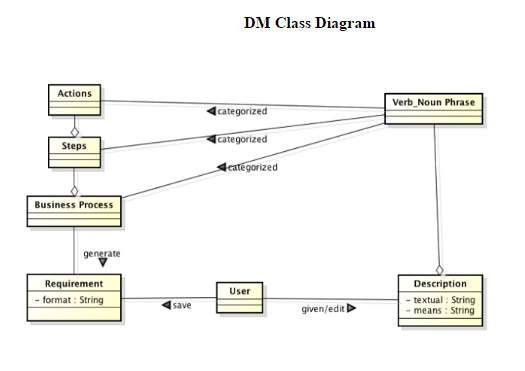 DM Class Diagram
Actions
Verb_Noun Phrase
categorized
Steps
categorized
categorized
Business Process
generate
Requirement
- format : String
User
Description
- textual : String
- means : String
save
given/edit